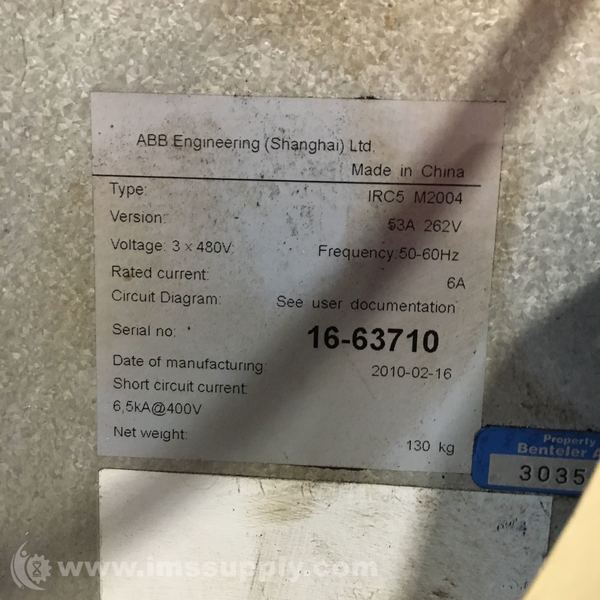 ABB Engineering (Shanghai) Ltd.
Made in China
Type: IRC5 M2004
Version: 53A 262V
Voltage: 3 x 480V Frequency:50-60Hz
Rated current: 6A
Circuit Diagram: See user documentation
Serial no: 16-63710
Date of manufacturing: 2010-02-16
Short circuit current:
6,5kA@400V
Net weight: 130 kg
Property
Benteler A
3035
www.imssupply.com